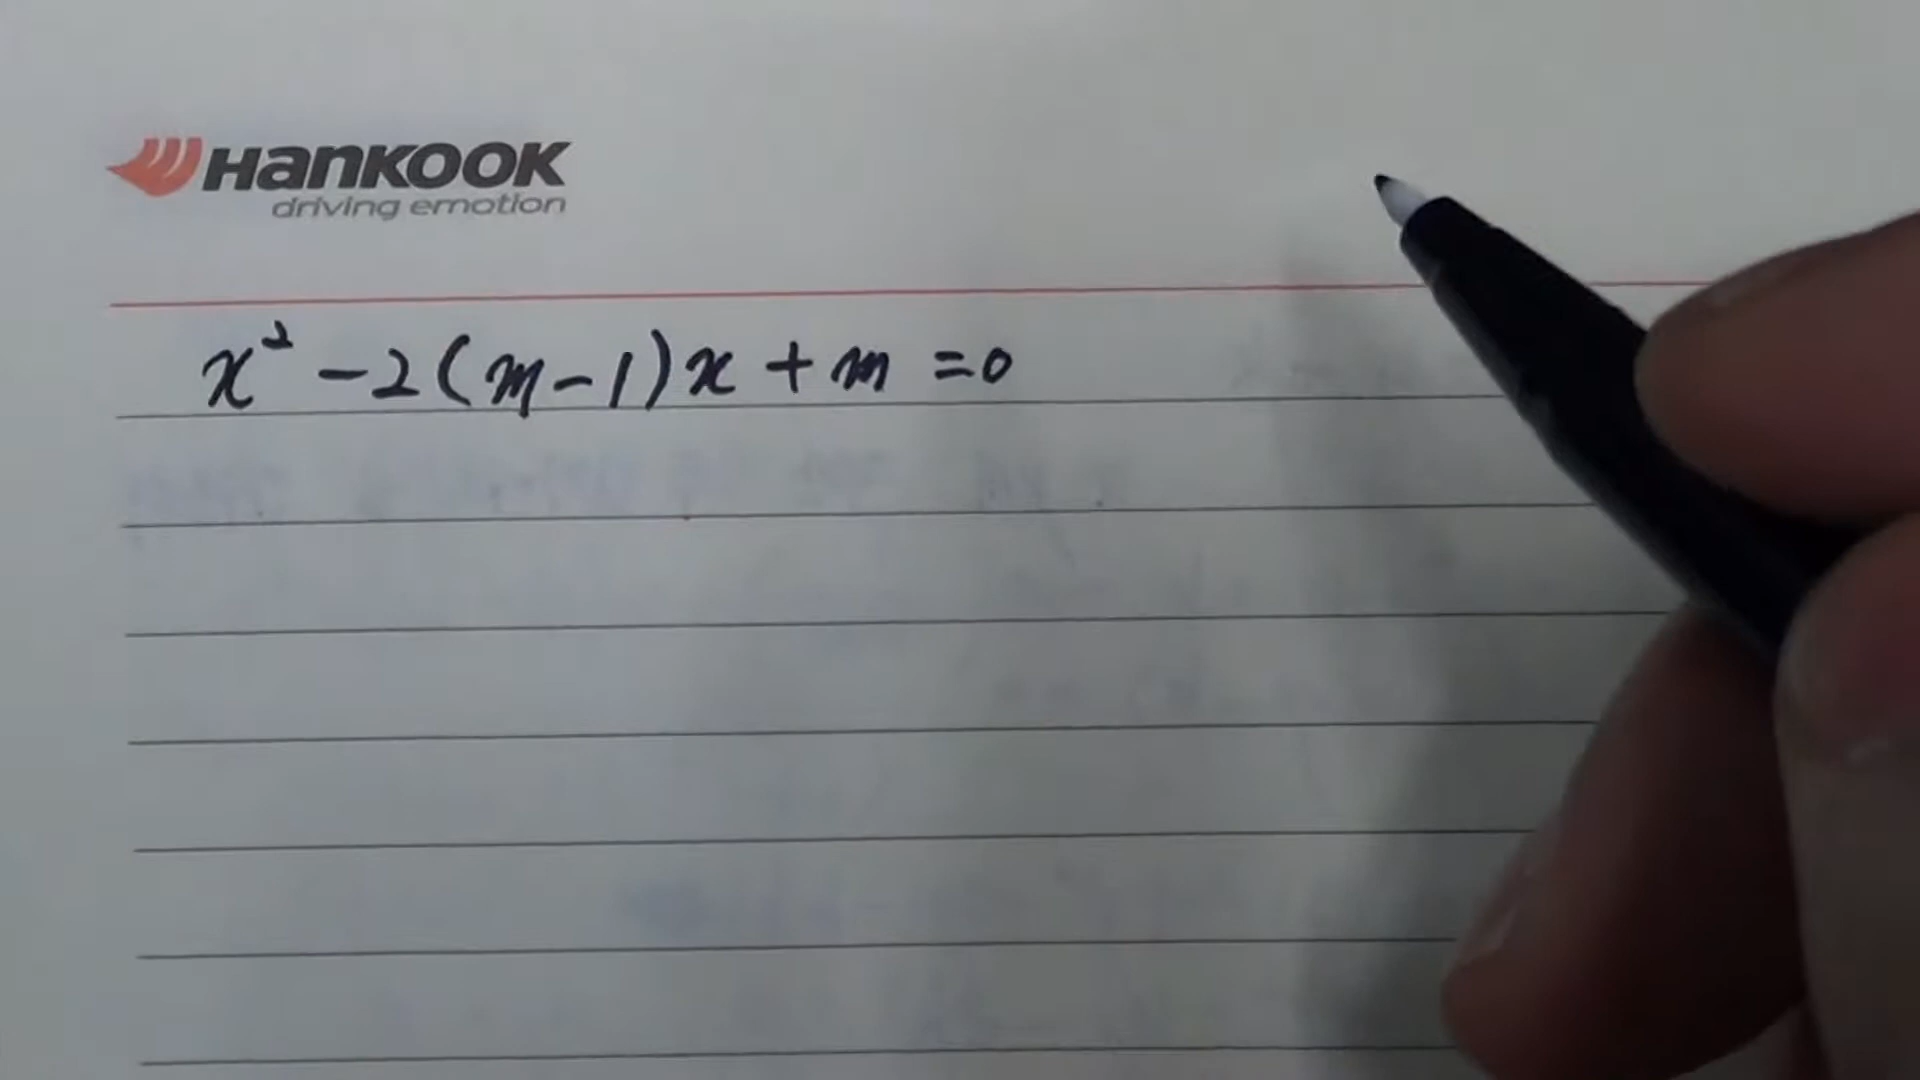 Hankook
driving emotion
x² - 2(m-1)x + m = 0